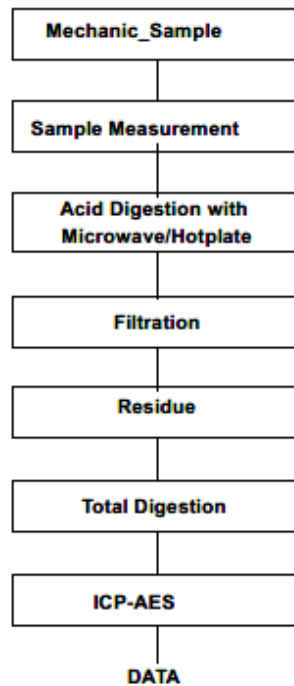 Mechanic_Sample
Sample Measurement
Acid Digestion with
Microwave/Hotplate
Filtration
Residue
Total Digestion
ICP-AES
DATA